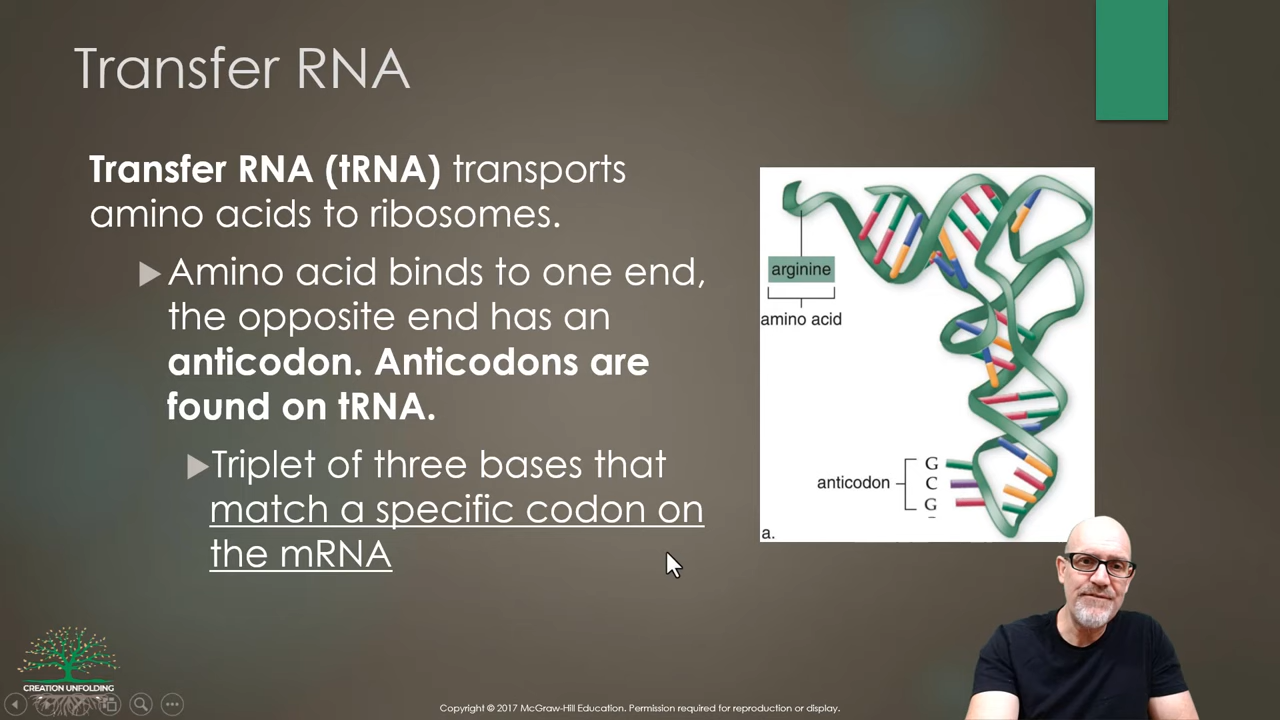 Transfer RNA
Transfer RNA (tRNA) transports
amino acids to ribosomes.
Amino acid binds to one end,
the opposite end has an
anticodon. Anticodons are
found on tRNA.
Triplet of three bases that
match a specific codon on
the mRNA
arginine
amino acid
anticodon
G
C
G
a.
CREATION UNFOLDING
Copyright © 2017 McGraw-Hill Education. Permission required for reproduction or display.